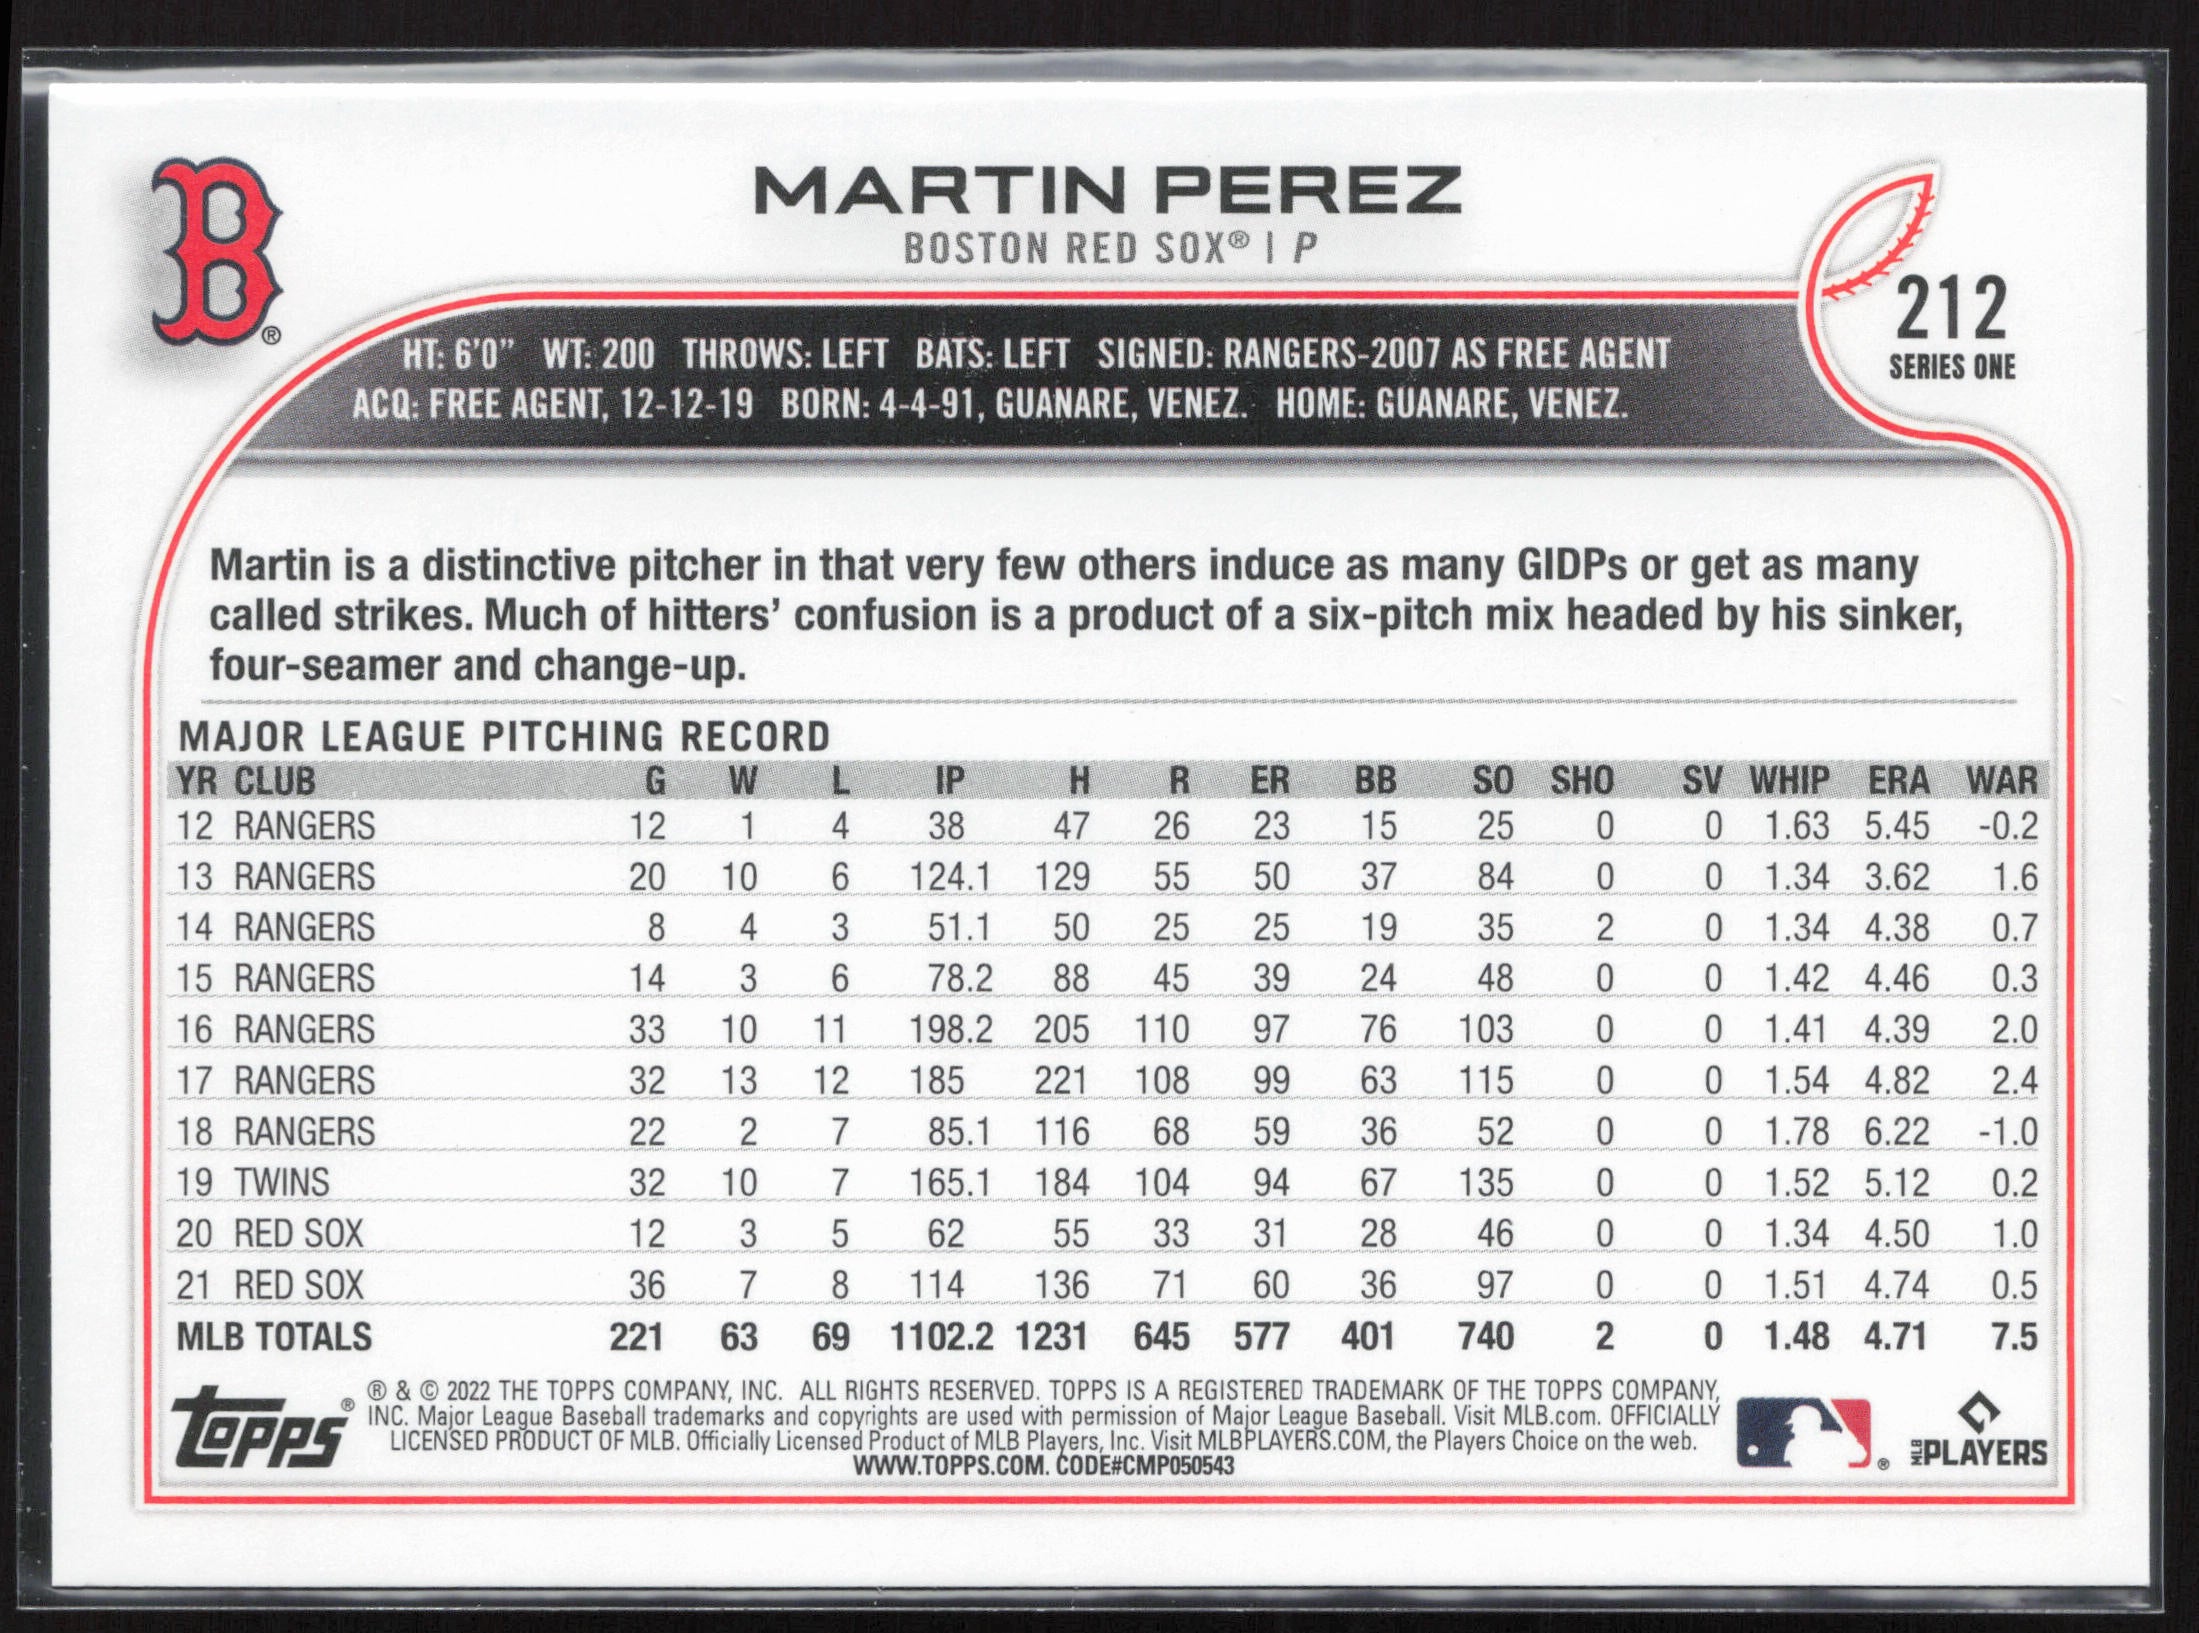 B®
MARTIN PEREZ
BOSTON RED SOX® | P
212
SERIES ONE
HT: 6'0" WT: 200 THROWS: LEFT BATS: LEFT SIGNED: RANGERS-2007 AS FREE AGENT
ACQ: FREE AGENT, 12-12-19 BORN: 4-4-91, GUANARE, VENEZ. HOME: GUANARE, VENEZ.
Martin is a distinctive pitcher in that very few others induce as many GIDPs or get as many
called strikes. Much of hitters' confusion is a product of a six-pitch mix headed by his sinker,
four-seamer and change-up.
MAJOR LEAGUE PITCHING RECORD
YR CLUB G W L IP H R ER BB SO SHO SV WHIP ERA WAR
12 RANGERS 12 1 4 38 47 26 23 15 25 0 0 1.63 5.45 -0.2
13 RANGERS 20 10 6 124.1 129 55 50 37 84 0 0 1.34 3.62 1.6
14 RANGERS 8 4 3 51.1 50 25 25 19 35 2 0 1.34 4.38 0.7
15 RANGERS 14 3 6 78.2 88 45 39 24 48 0 0 1.42 4.46 0.3
16 RANGERS 33 10 11 198.2 205 110 97 76 103 0 0 1.41 4.39 2.0
17 RANGERS 32 13 12 185 221 108 99 63 115 0 0 1.54 4.82 2.4
18 RANGERS 22 2 7 85.1 116 68 59 36 52 0 0 1.78 6.22 -1.0
19 TWINS 32 10 7 165.1 184 104 94 67 135 0 0 1.52 5.12 0.2
20 RED SOX 12 3 5 62 55 33 31 28 46 0 0 1.34 4.50 1.0
21 RED SOX 36 7 8 114 136 71 60 36 97 0 0 1.51 4.74 0.5
MLB TOTALS 221 63 69 1102.2 1231 645 577 401 740 2 0 1.48 4.71 7.5
topps®
® & © 2022 THE TOPPS COMPANY, INC. ALL RIGHTS RESERVED. TOPPS IS A REGISTERED TRADEMARK OF THE TOPPS COMPANY,
INC. Major League Baseball trademarks and copyrights are used with permission of Major League Baseball. Visit MLB.com. OFFICIALLY
LICENSED PRODUCT OF MLB. Officially Licensed Product of MLB Players, Inc. Visit MLBPLAYERS.COM, the Players Choice on the web.
WWW.TOPPS.COM. CODE#CMP050543
®
MLB PLAYERS